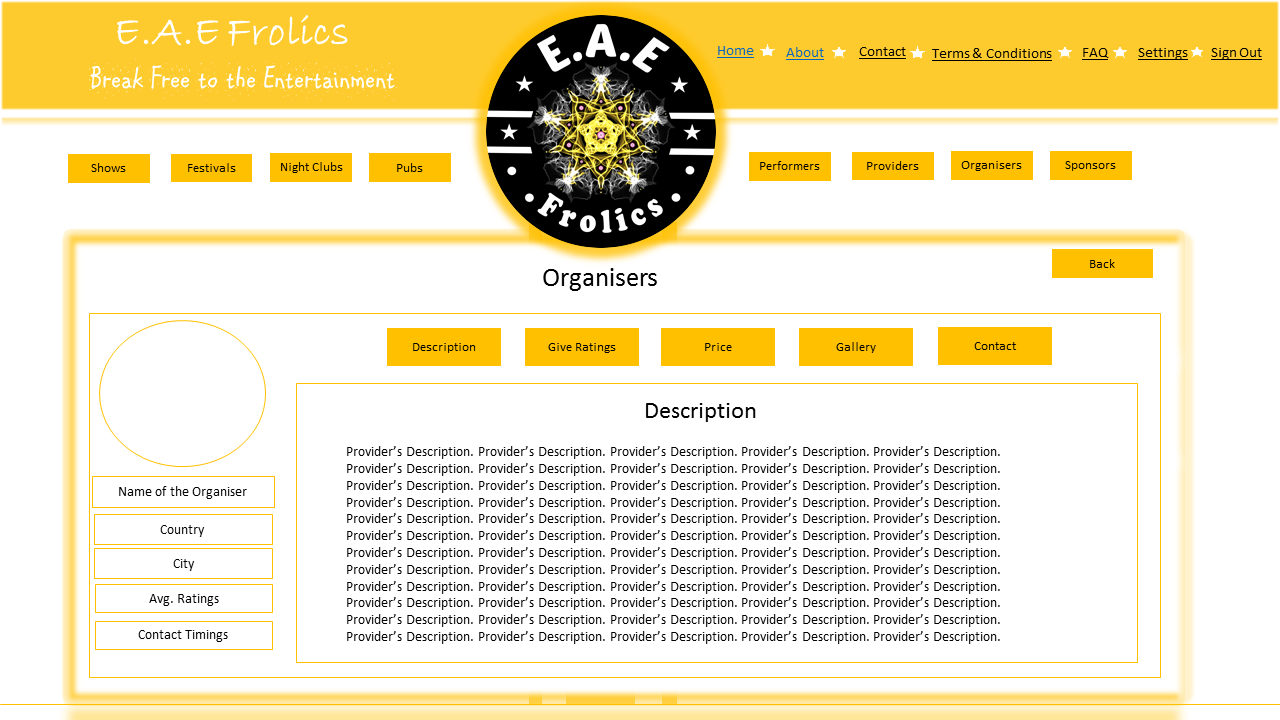 E.A.E Frolics
Break Free to the Entertainment
E.A.E
Frolics
Home About Contact Terms & Conditions FAQ Settings Sign Out
Shows Festivals Night Clubs Pubs Performers Providers Organisers Sponsors
Back
Organisers
Description Give Ratings Price Gallery Contact
Name of the Organiser
Country
City
Avg. Ratings
Contact Timings
Description
Provider’s Description. Provider’s Description. Provider’s Description. Provider’s Description. Provider’s Description.
Provider’s Description. Provider’s Description. Provider’s Description. Provider’s Description. Provider’s Description.
Provider’s Description. Provider’s Description. Provider’s Description. Provider’s Description. Provider’s Description.
Provider’s Description. Provider’s Description. Provider’s Description. Provider’s Description. Provider’s Description.
Provider’s Description. Provider’s Description. Provider’s Description. Provider’s Description. Provider’s Description.
Provider’s Description. Provider’s Description. Provider’s Description. Provider’s Description. Provider’s Description.
Provider’s Description. Provider’s Description. Provider’s Description. Provider’s Description. Provider’s Description.
Provider’s Description. Provider’s Description. Provider’s Description. Provider’s Description. Provider’s Description.
Provider’s Description. Provider’s Description. Provider’s Description. Provider’s Description. Provider’s Description.
Provider’s Description. Provider’s Description. Provider’s Description. Provider’s Description. Provider’s Description.
Provider’s Description. Provider’s Description. Provider’s Description. Provider’s Description. Provider’s Description.
Provider’s Description. Provider’s Description. Provider’s Description. Provider’s Description. Provider’s Description.